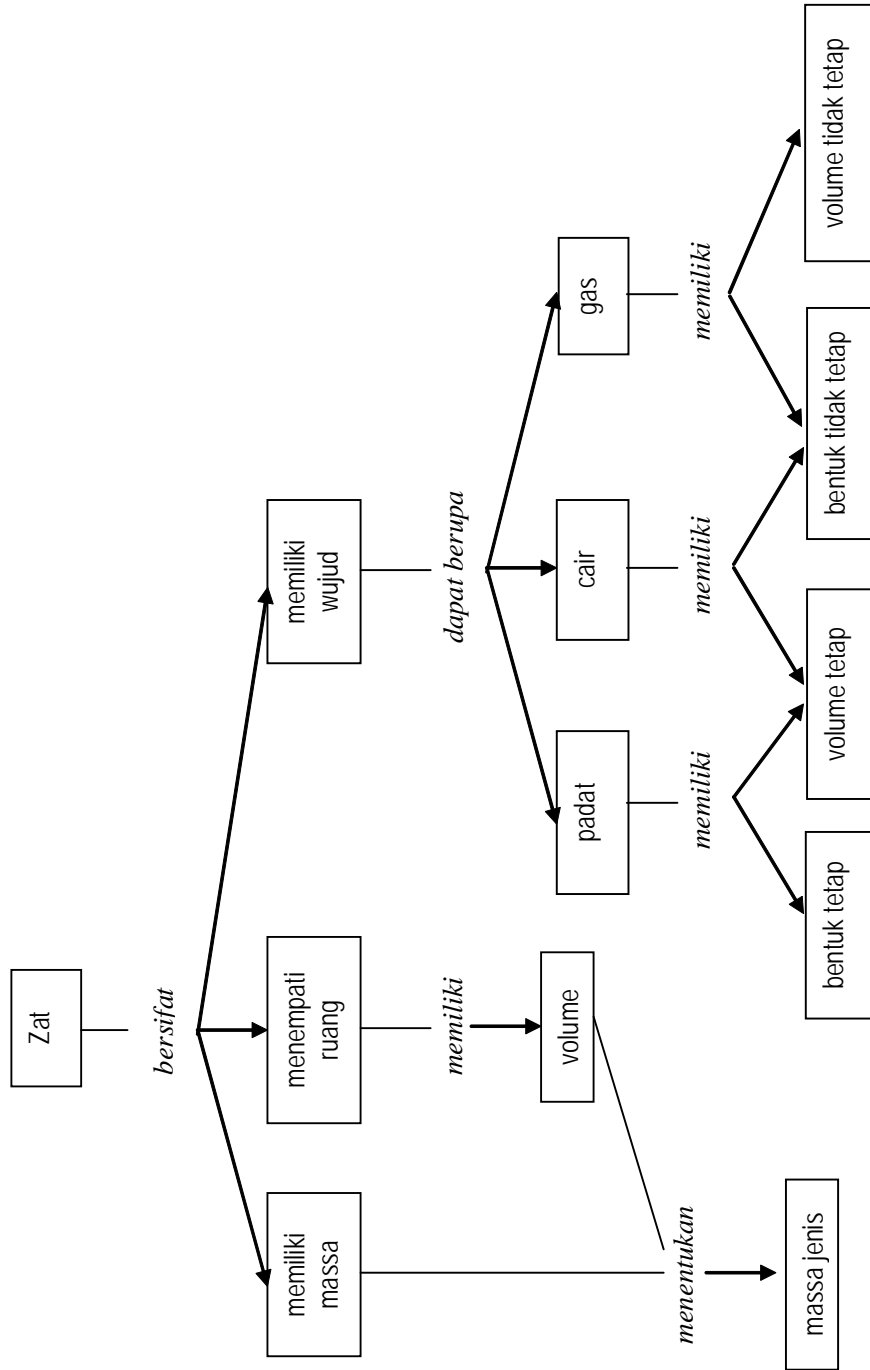 Zat
bersifat
memiliki
massa
menempati
ruang
memiliki
wujud
memiliki
dapat berupa
volume
padat
cair
gas
menentukan
memiliki
memiliki
memiliki
massa jenis
bentuk tetap
volume tetap
bentuk tidak tetap
volume tidak tetap